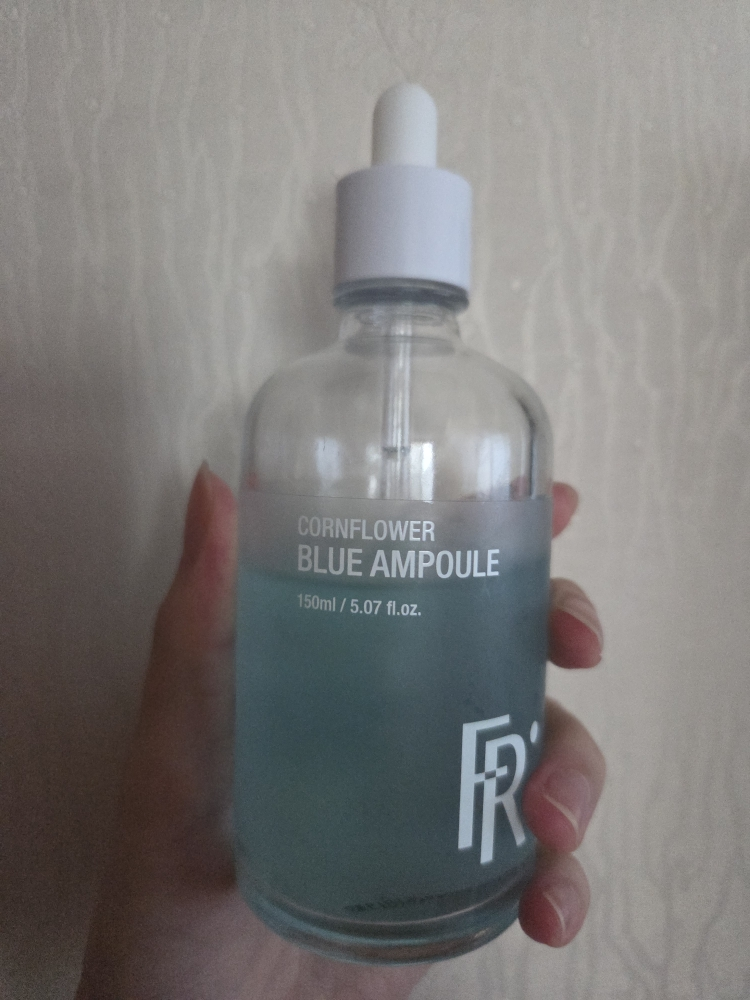 CORNFLOWER
BLUE AMPOULE
150ml / 5.07 fl.oz.
FR